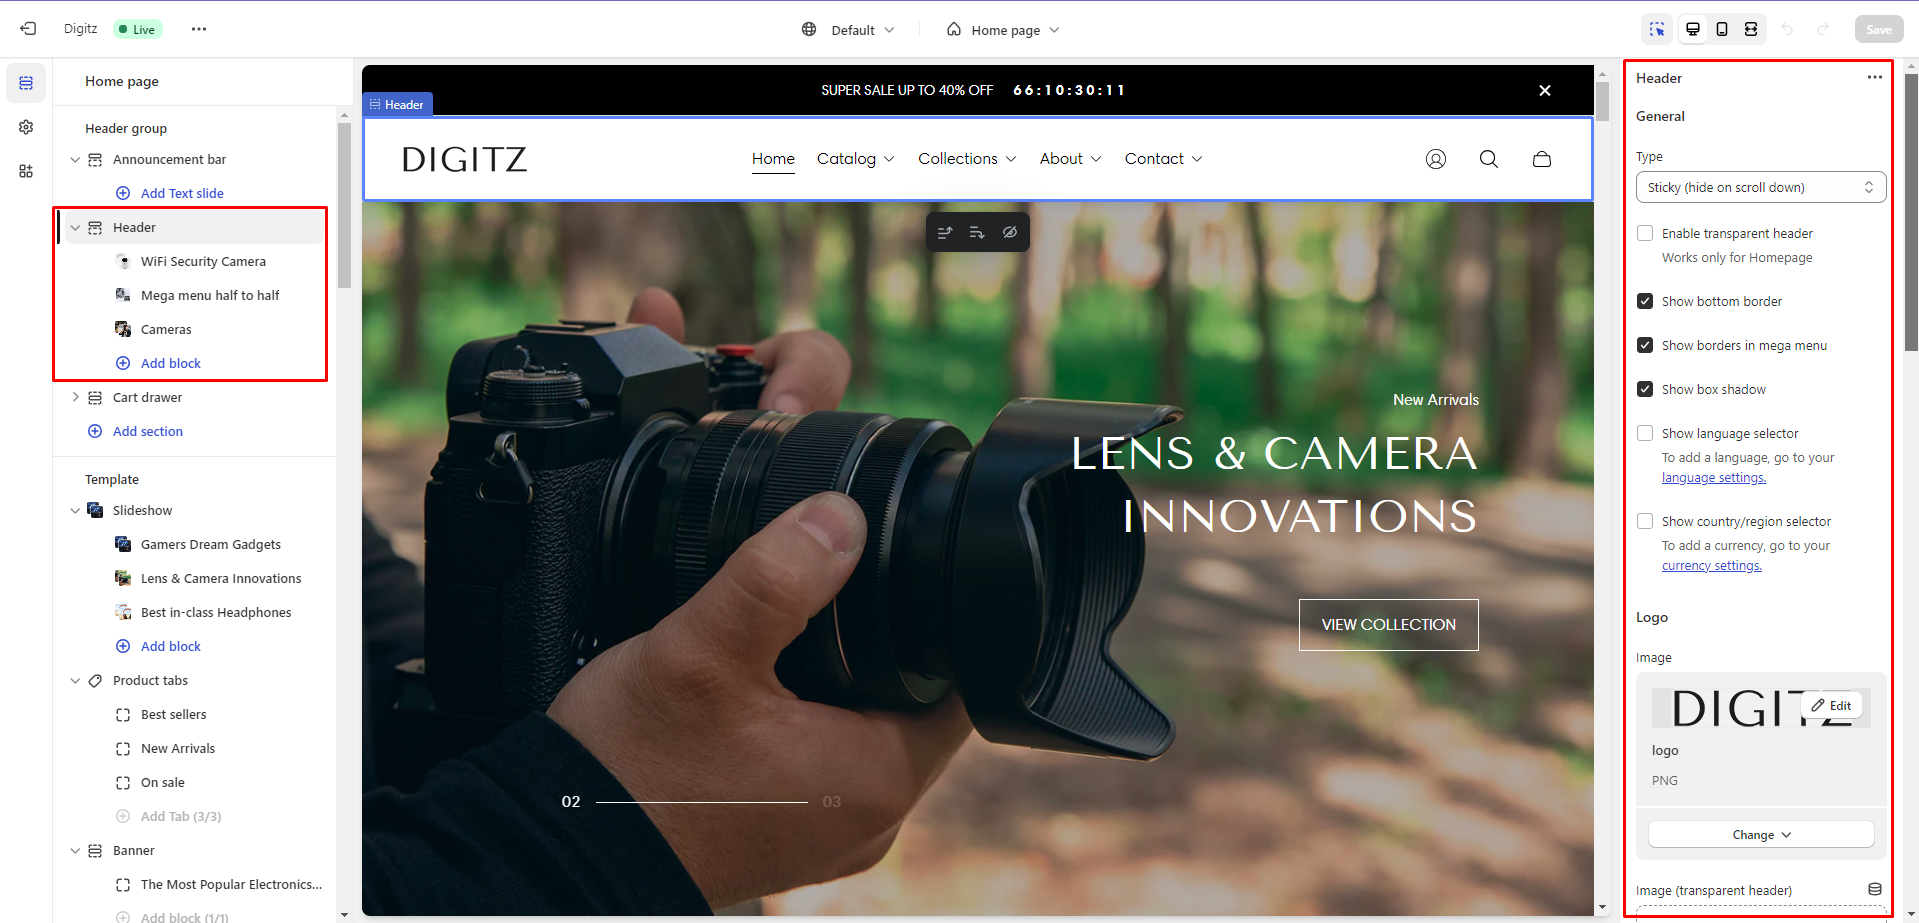 Digitz
Live
Default
Home page
Save
Home page
Header group
Announcement bar
Add Text slide
Header
WiFi Security Camera
Mega menu half to half
Cameras
Add block
Cart drawer
Add section
Template
Slideshow
Gamers Dream Gadgets
Lens & Camera Innovations
Best in-class Headphones
Add block
Product tabs
Best sellers
New Arrivals
On sale
Add Tab (3/3)
Banner
The Most Popular Electronics...
Add block (1/1)
SUPER SALE UP TO 40% OFF 66:10:30:11
Header
DIGITZ
Home Catalog Collections About Contact
New Arrivals
LENS & CAMERA
INNOVATIONS
VIEW COLLECTION
02 03
Header
General
Type
Sticky (hide on scroll down)
Enable transparent header
Works only for Homepage
Show bottom border
Show borders in mega menu
Show box shadow
Show language selector
To add a language, go to your
language settings.
Show country/region selector
To add a currency, go to your
currency settings.
Logo
Image
DIGITZ
Edit
logo
PNG
Change
Image (transparent header)